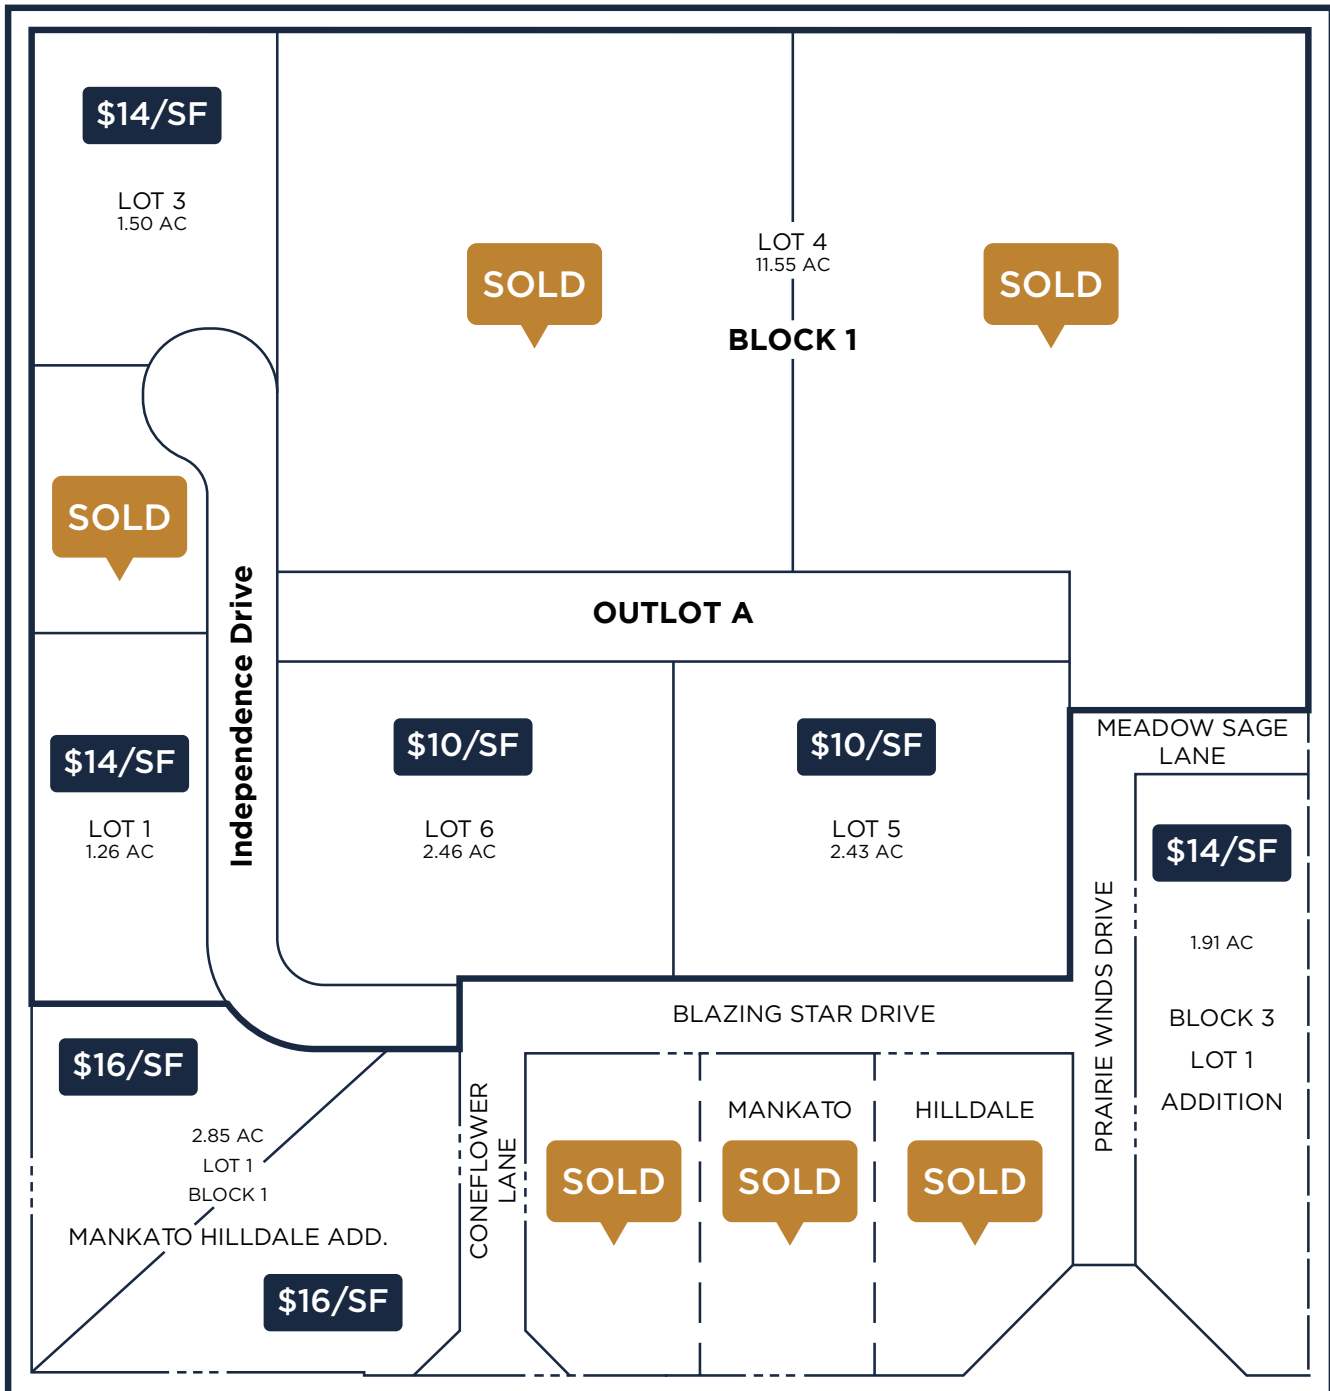 $14/SF
LOT 3
1.50 AC
SOLD
LOT 4
11.55 AC
BLOCK 1
SOLD
SOLD
Independence Drive
OUTLOT A
$14/SF
LOT 1
1.26 AC
$10/SF
LOT 6
2.46 AC
$10/SF
LOT 5
2.43 AC
MEADOW SAGE
LANE
$14/SF
1.91 AC
BLOCK 3
LOT 1
ADDITION
PRAIRIE WINDS DRIVE
BLAZING STAR DRIVE
$16/SF
2.85 AC
LOT 1
BLOCK 1
MANKATO HILLDALE ADD.
$16/SF
CONEFLOWER
LANE
SOLD
MANKATO
SOLD
HILLDALE
SOLD